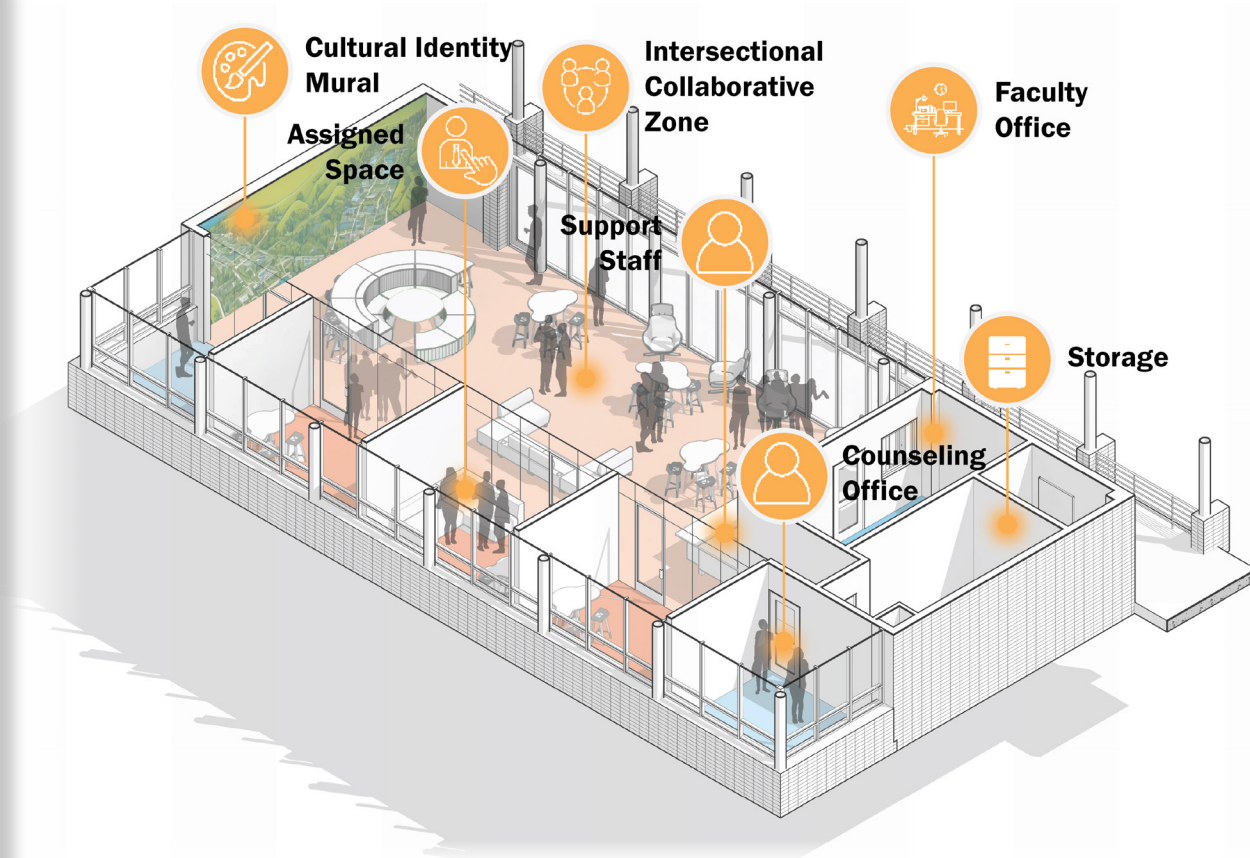 Cultural Identity
Mural
Intersectional
Collaborative
Zone
Faculty
Office
Assigned
Space
Support
Staff
Storage
Counseling
Office